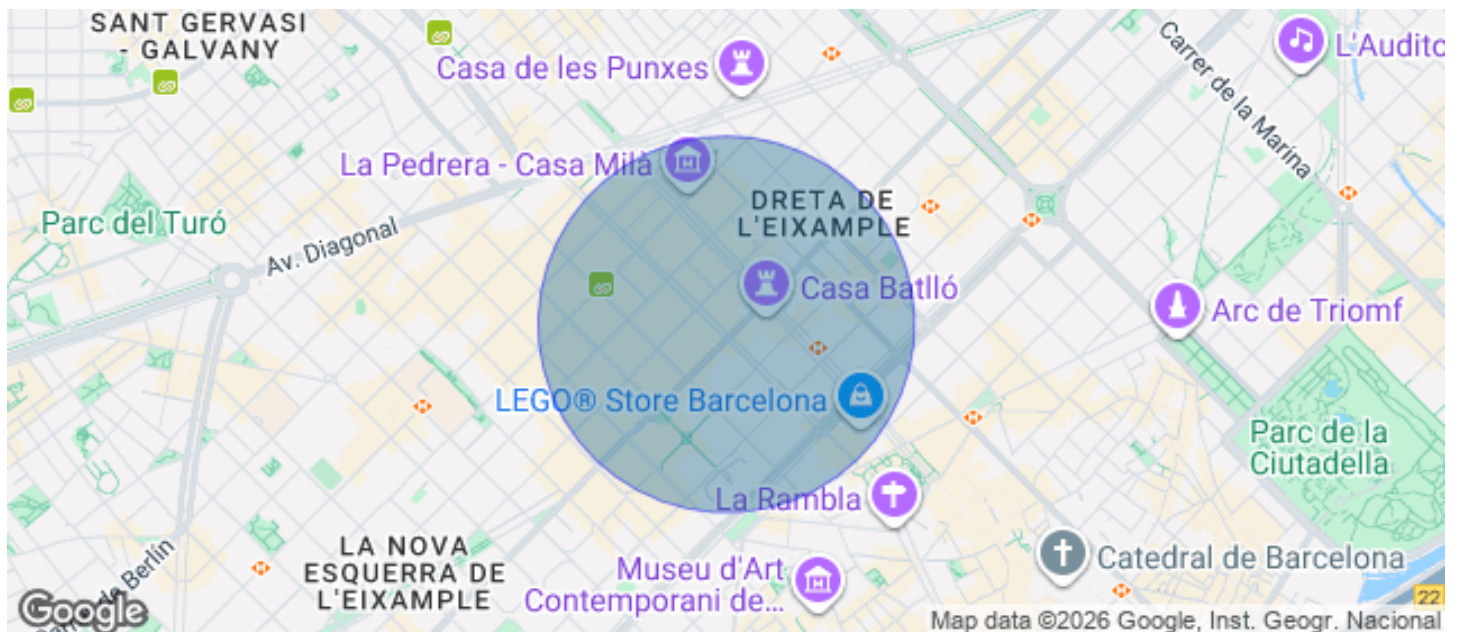 SANT GERVASI
- GALVANY
Casa de les Punxes
L'Audito
Carrer de la Marina
La Pedrera - Casa Milà
DRETA DE
L'EIXAMPLE
Parc del Turó
Av. Diagonal
Casa Batlló
Arc de Triomf
LEGO® Store Barcelona
Parc de la
Ciutadella
La Rambla
LA NOVA
ESQUERRA DE
L'EIXAMPLE
Museu d'Art
Contemporani de...
Catedral de Barcelona
de Berlín
22
Google
Map data ©2026 Google, Inst. Geogr. Nacional